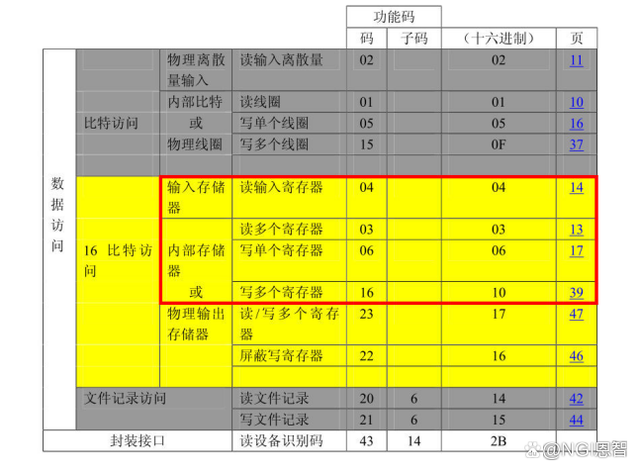 功能码
码 子码 （十六进制） 页
物理离散 读输入离散量 02 02 11
量输入
内部比特 读线圈 01 01 10
比特访问 或 写单个线圈 05 05 16
物理线圈 写多个线圈 15 0F 37
数据访问
输入存储 读输入寄存器 04 04 14
器
读多个寄存器 03 03 13
16 比特访 内部存储 写单个寄存器 06 06 17
问 器
或 写多个寄存器 16 10 39
物理输出 读/写多个寄存 23 17 47
存储器 器
屏蔽写寄存器 22 16 46
文件记录访问 读文件记录 20 6 14 42
写文件记录 21 6 15 44
封装接口 读设备识别码 43 14 2B
@NGI恩智